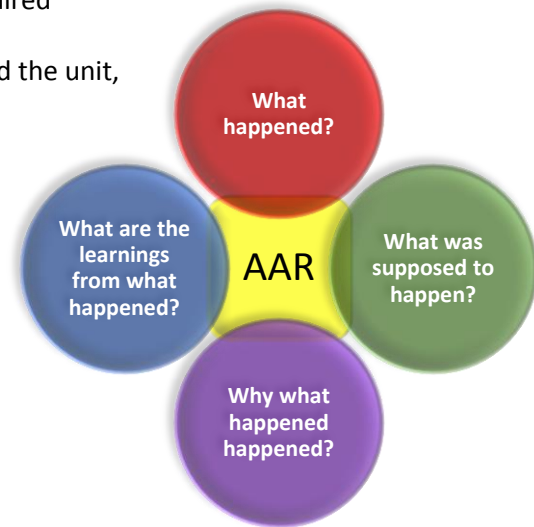 d the unit,
What
happened?
What are the
learnings
from what
happened?
AAR
What was
supposed to
happen?
Why what
happened
happened?